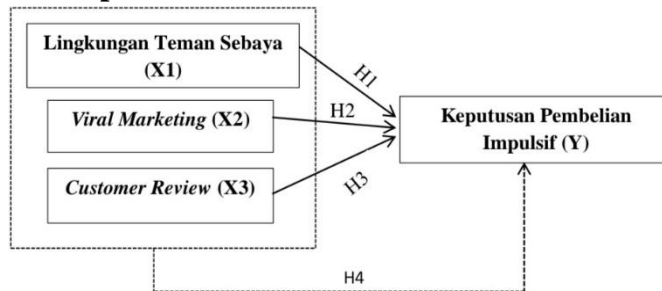 Lingkungan Teman Sebaya
(X1)
H1
Viral Marketing (X2)
H2
Keputusan Pembelian
Impulsif (Y)
Customer Review (X3)
H3
H4